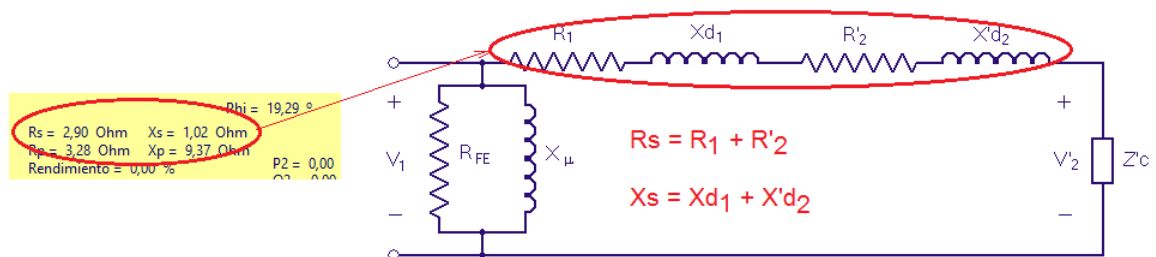 Phi = 19,29 º
Rs = 2,90 Ohm Xs = 1,02 Ohm
Rp = 3,28 Ohm Xp = 9,37 Ohm
Rendimiento = 0,00 %
P2 = 0,00
R1 Xd1 R'2 X'd2
+ +
V1 RFE Xμ V'2 Z'c
− −
Rs = R1 + R'2
Xs = Xd1 + X'd2